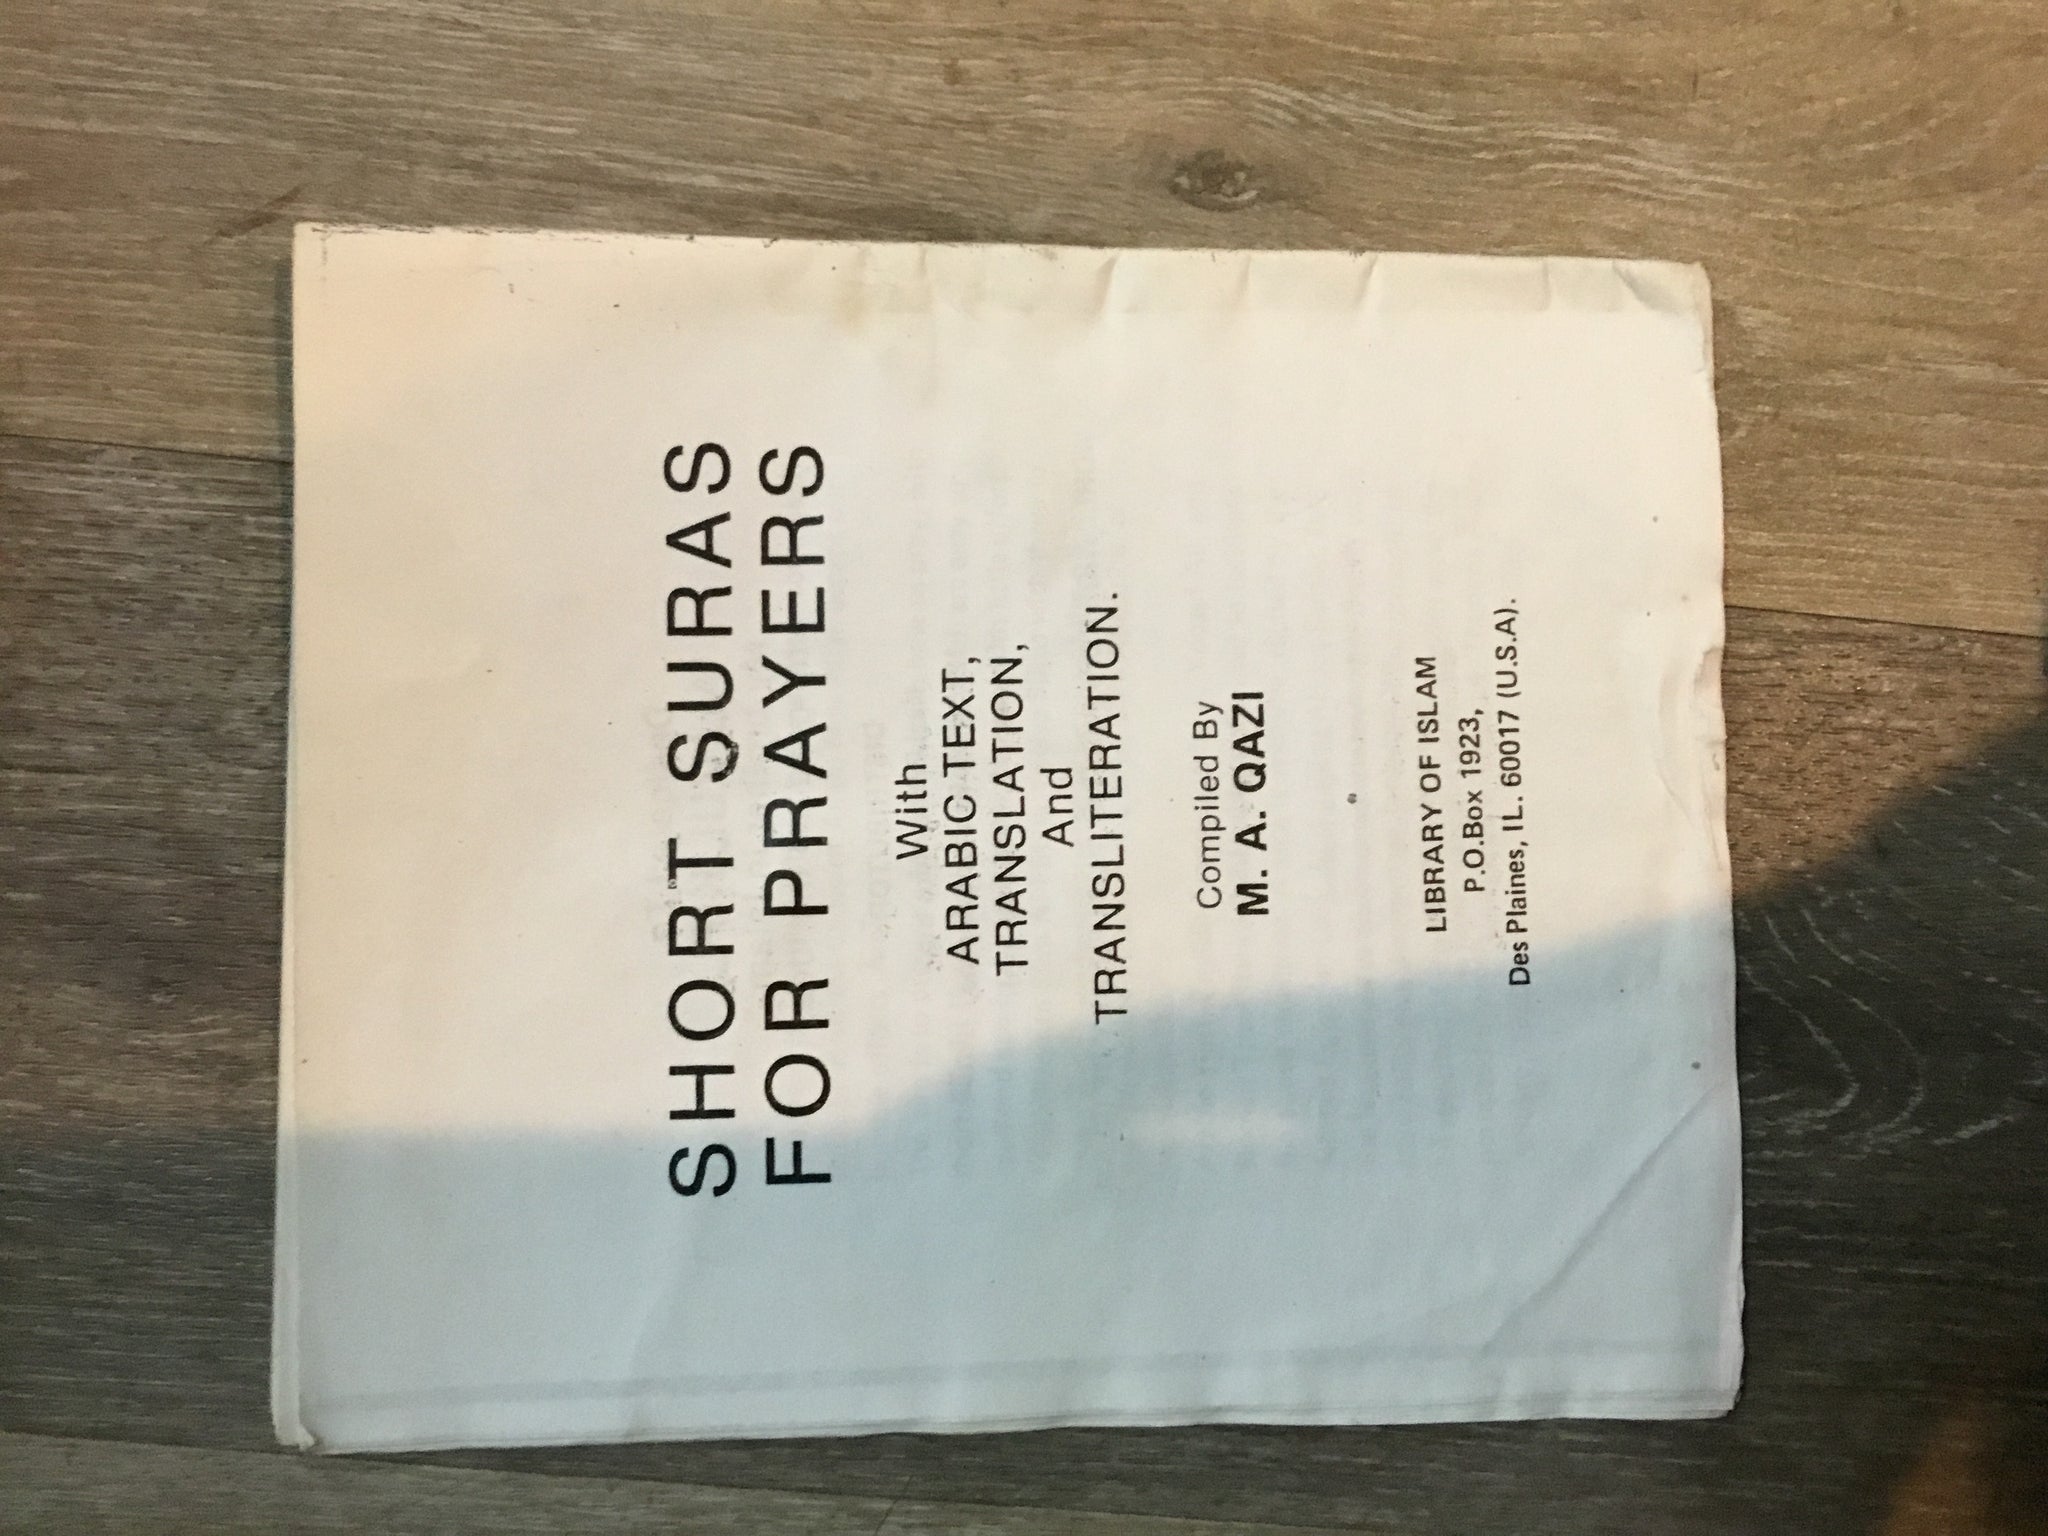 SHORT SURAS
FOR PRAYERS
With
ARABIC TEXT,
TRANSLATION,
And
TRANSLITERATION.
Compiled By
M. A. QAZI
LIBRARY OF ISLAM
P.O.Box 1923,
Des Plaines, IL. 60017 (U.S.A).